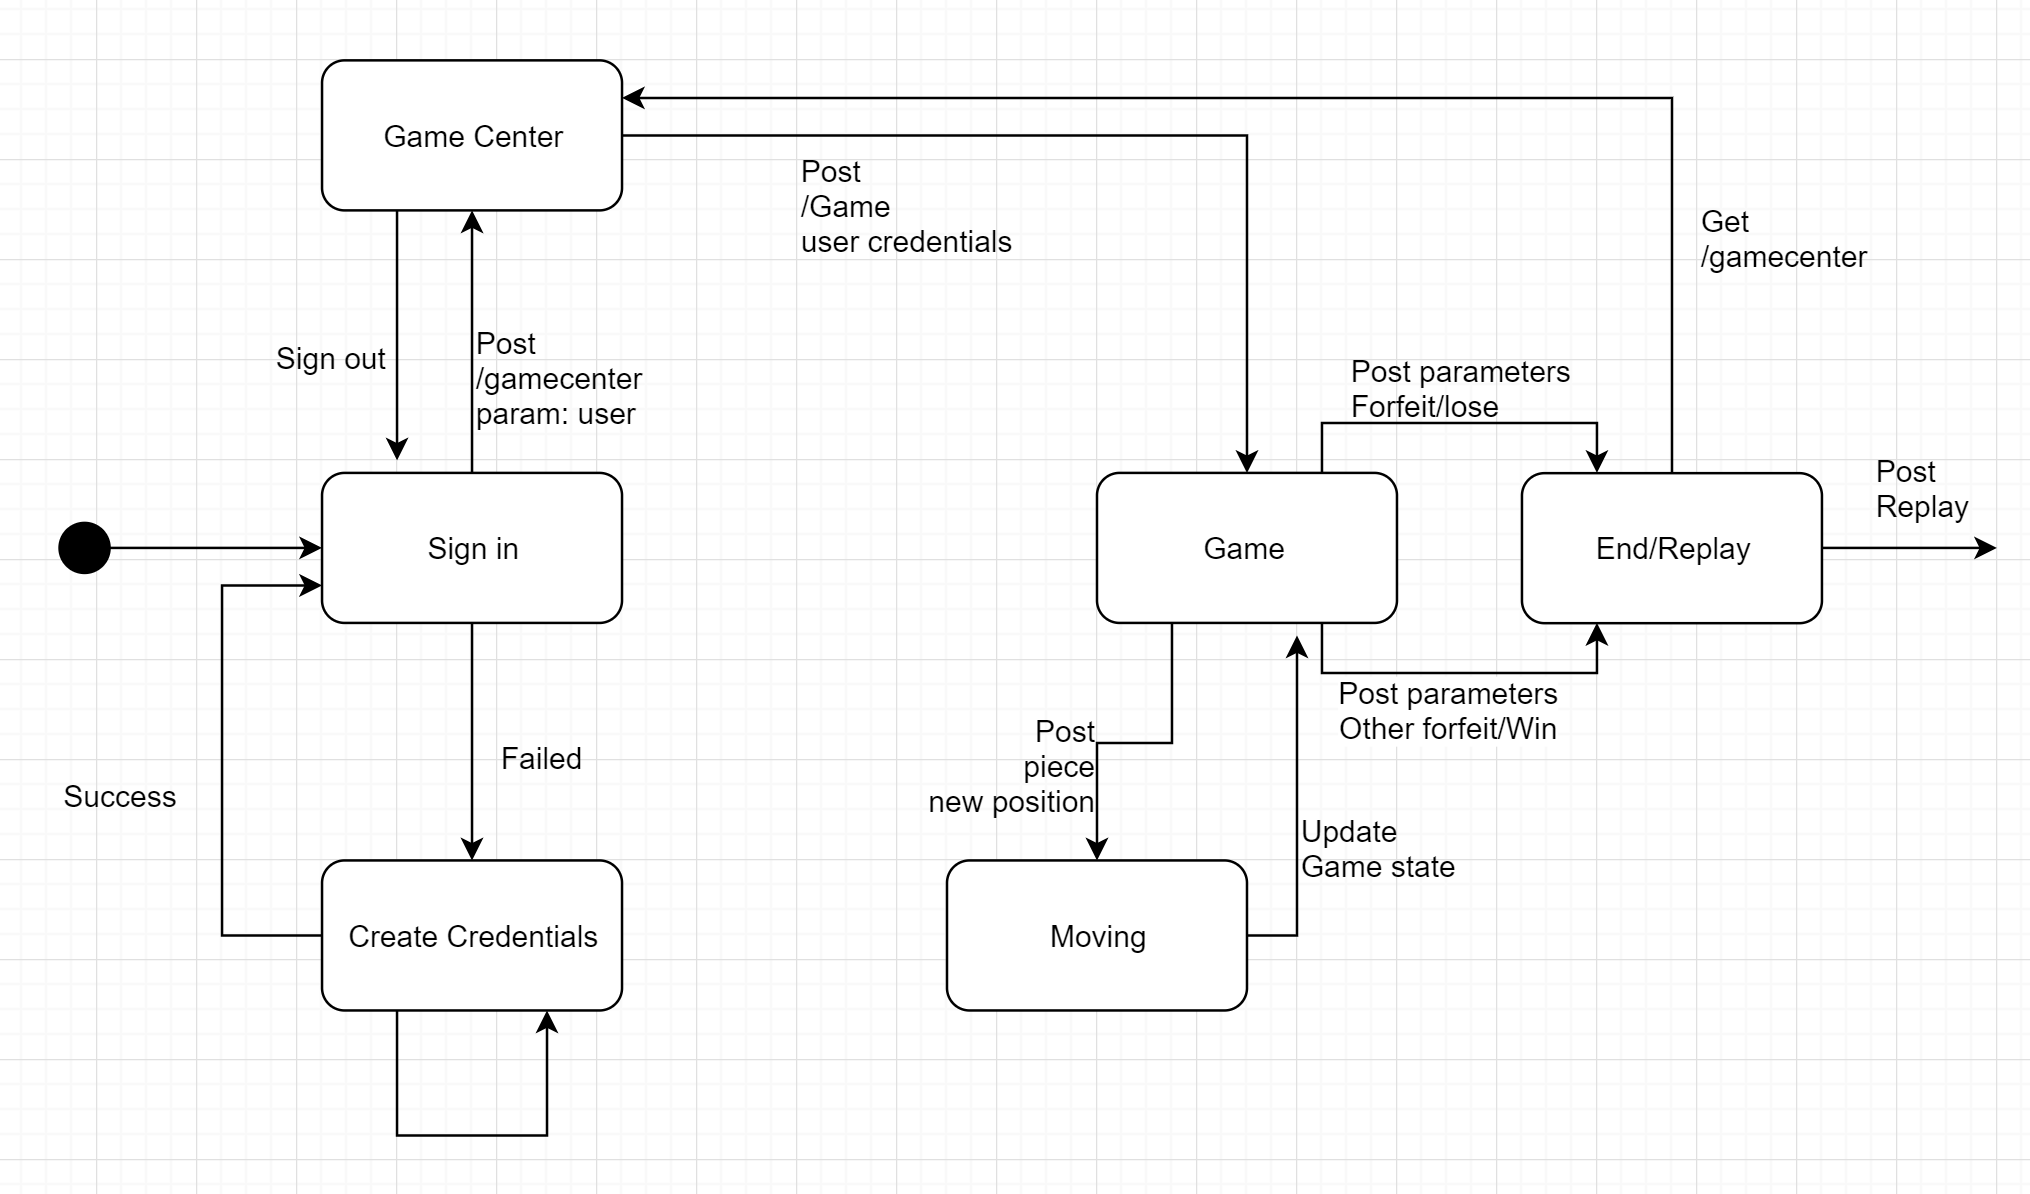 Game Center
Post
/Game
user credentials
Get
/gamecenter
Sign out
Post
/gamecenter
param: user
Post parameters
Forfeit/lose
Post
Replay
Sign in
Game
End/Replay
Post parameters
Other forfeit/Win
Post
piece
new position
Failed
Success
Update
Game state
Create Credentials
Moving